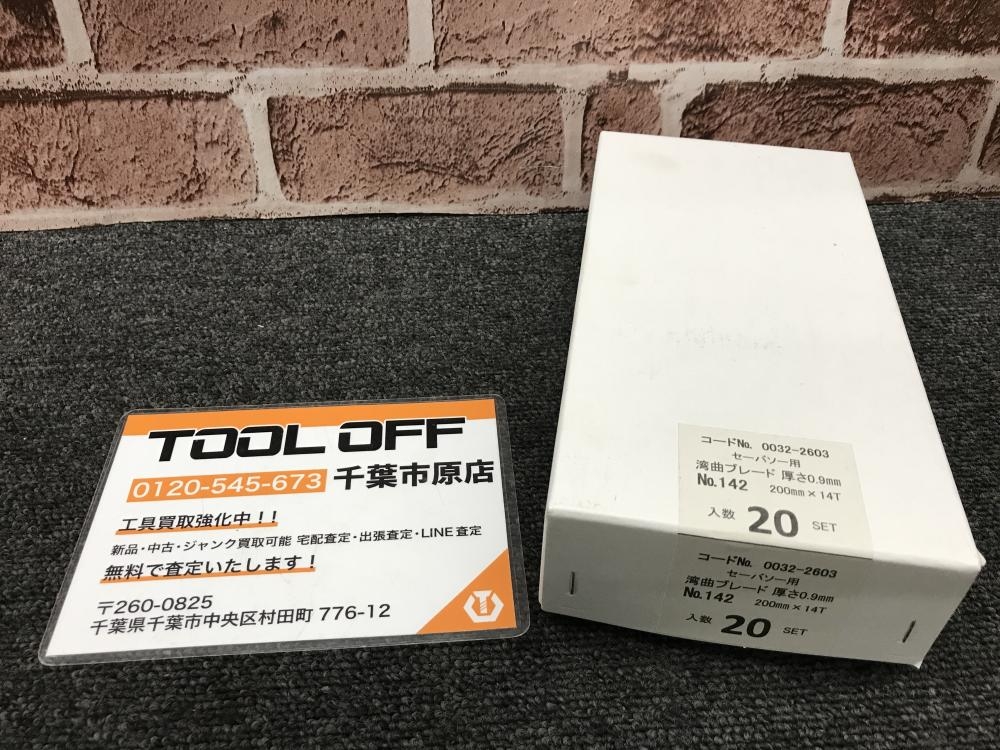 TOOL OFF
0120-545-673 千葉市原店
工具買取強化中！！
新品・中古・ジャンク買取可能 宅配査定・出張査定・LINE査定
無料で査定いたします！
〒260-0825
千葉県千葉市中央区村田町 776-12
コードNo. 0032-2603
セーバソー用
湾曲ブレード 厚さ0.9mm
No.142 200mm×14T
入数 20 SET
コードNo. 0032-2603
セーバソー用
湾曲ブレード 厚さ0.9mm
No.142 200mm×14T
入数 20 SET